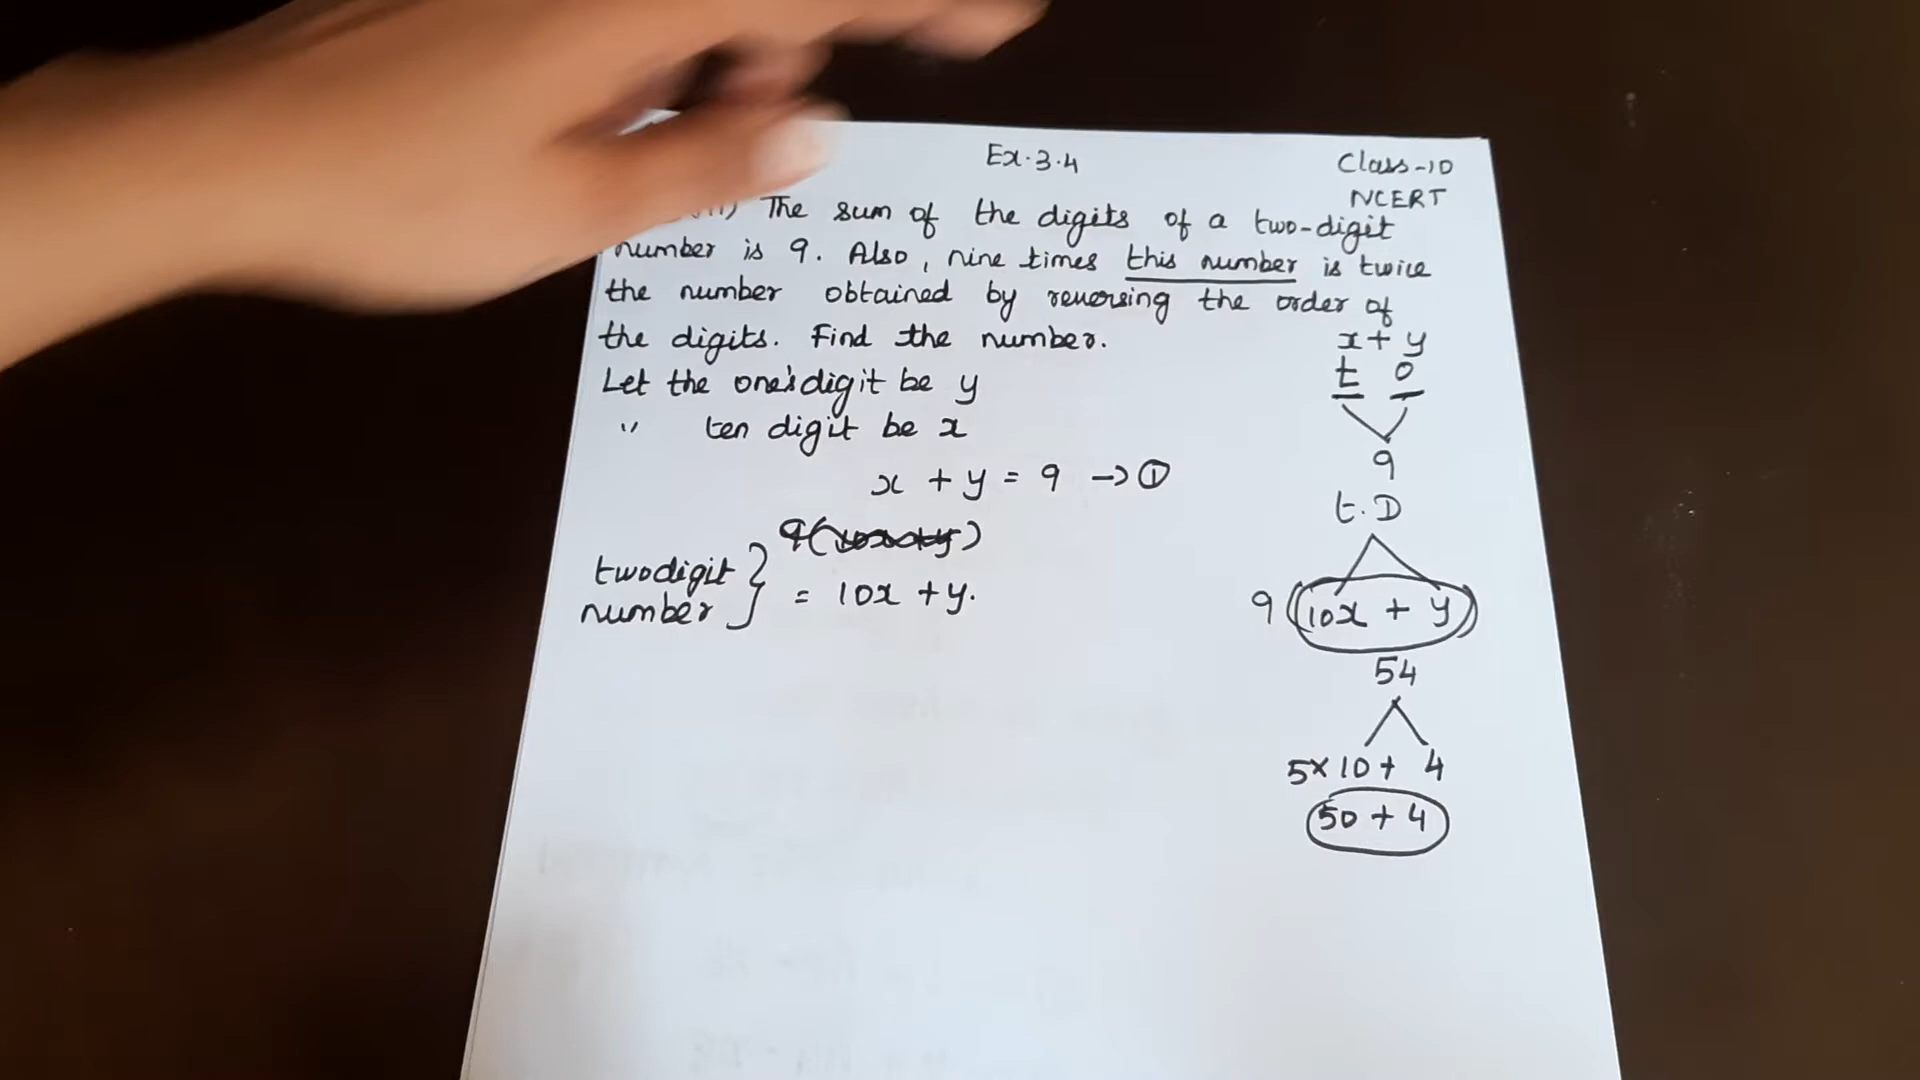 Ex.3.4
Class-10
NCERT
The sum of the digits of a two-digit
number is 9. Also, nine times this number is twice
the number obtained by reversing the order of
the digits. Find the number.
Let the one's digit be y
" ten digit be x
x + y = 9 → ①
9( )
two digit
number } = 10x + y.
x + y
t o
9
t.D
9 (10x + y)
54
5×10 + 4
50 + 4